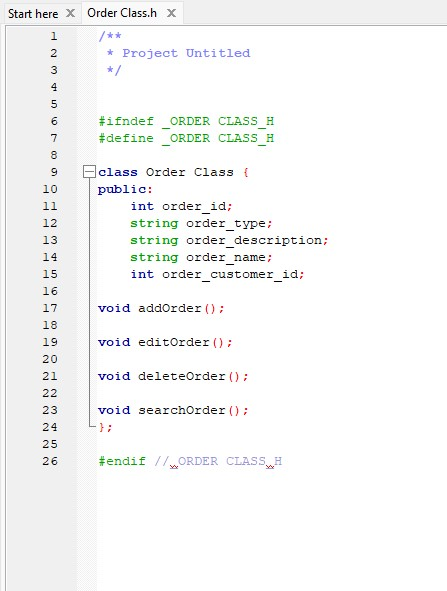 Start here X Order Class.h X
1 /**
2 * Project Untitled
3 */
4
5
6 #ifndef _ORDER CLASS_H
7 #define _ORDER CLASS_H
8
9 class Order Class {
10 public:
11 int order_id;
12 string order_type;
13 string order_description;
14 string order_name;
15 int order_customer_id;
16
17 void addOrder();
18
19 void editOrder();
20
21 void deleteOrder();
22
23 void searchOrder();
24 };
25
26 #endif //_ORDER CLASS_H